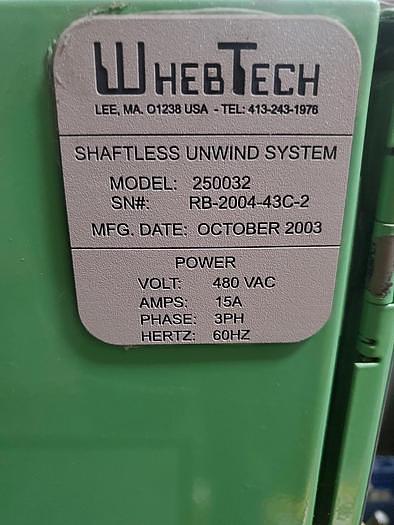 WHEBTECH
LEE, MA. 01238 USA - TEL: 413-243-1976
SHAFTLESS UNWIND SYSTEM
MODEL: 250032
SN#: RB-2004-43C-2
MFG. DATE: OCTOBER 2003
POWER
VOLT: 480 VAC
AMPS: 15A
PHASE: 3PH
HERTZ: 60HZ